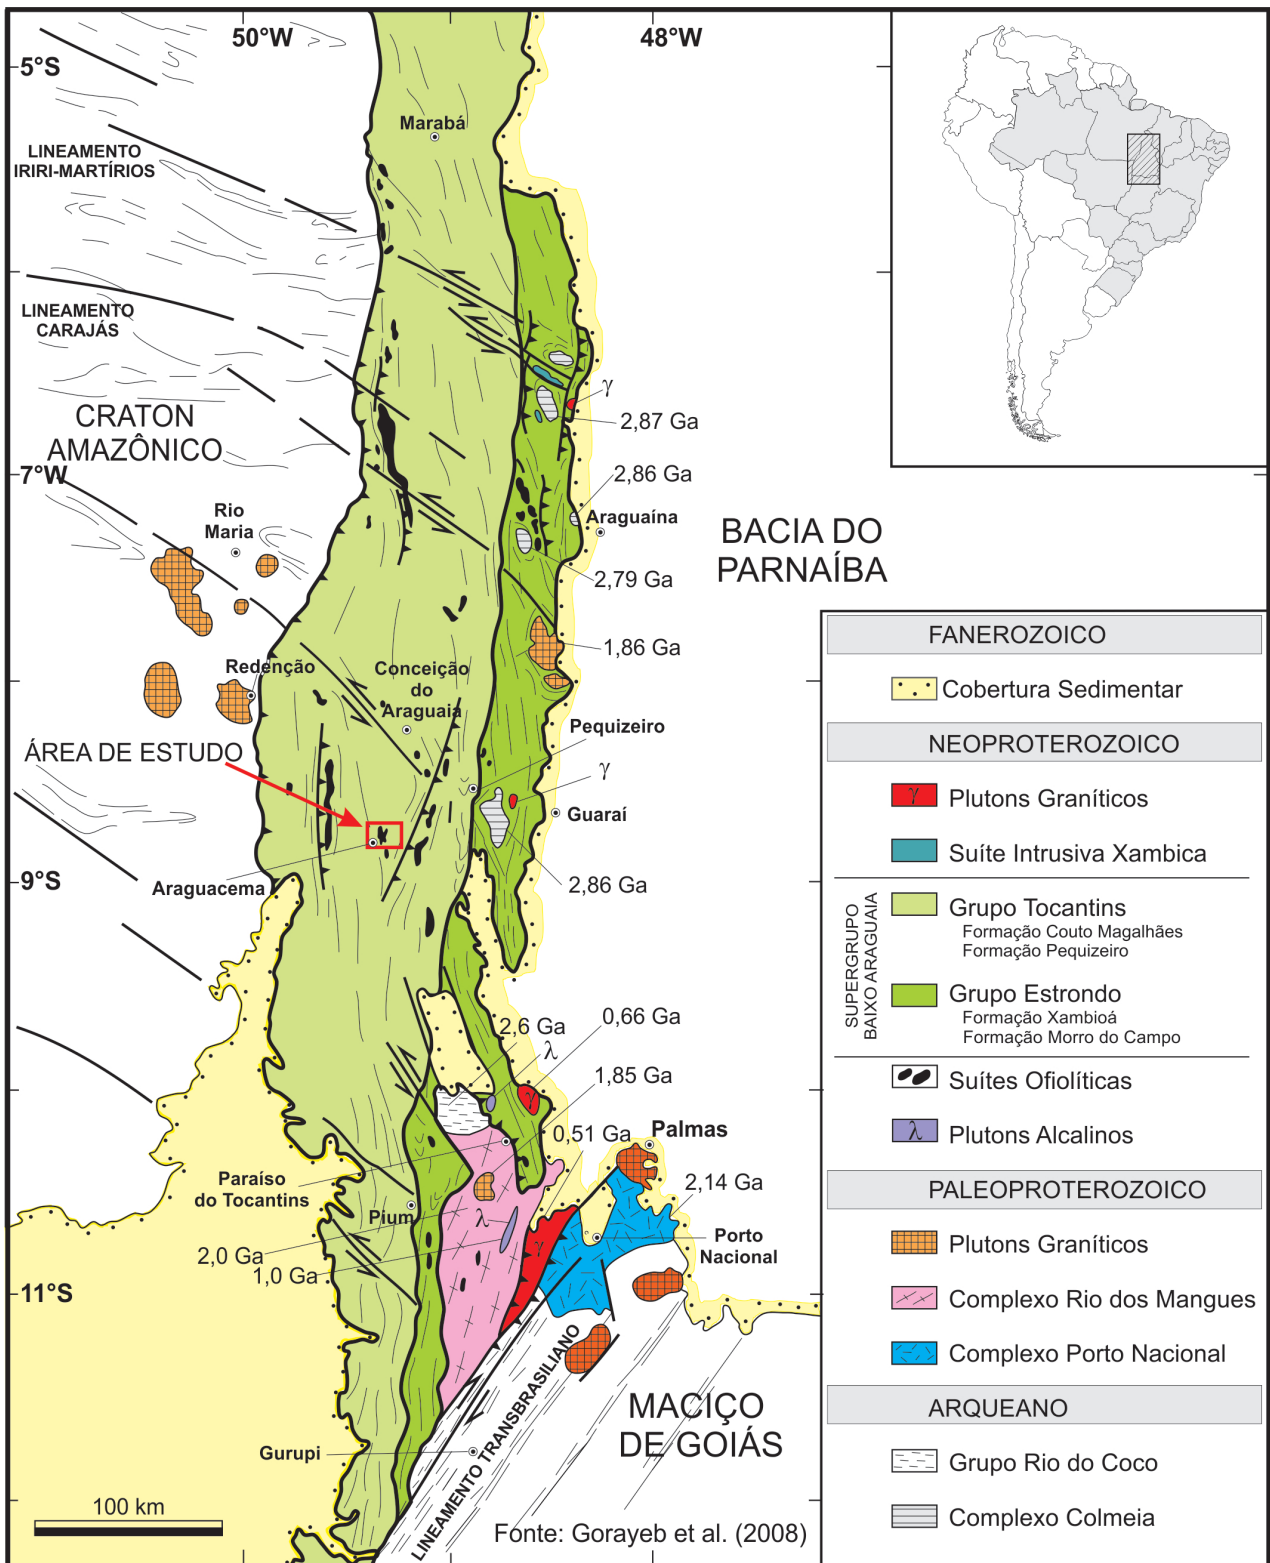 50°W
48°W
5°S
Marabá
LINEAMENTO
IRIRI-MARTÍRIOS
LINEAMENTO
CARAJÁS
γ
CRATON
AMAZÔNICO
2,87 Ga
7°W
2,86 Ga
Rio
Maria
Araguaína
BACIA DO
PARNAÍBA
2,79 Ga
1,86 Ga
Redenção
Conceição
do
Araguaia
Pequizeiro
ÁREA DE ESTUDO
γ
Guaraí
9°S
Araguacema
2,86 Ga
2,6 Ga
0,66 Ga
λ
1,85 Ga
γ
0,51 Ga
Palmas
Paraíso
do Tocantins
2,14 Ga
Pium
λ
γ
Porto
Nacional
2,0 Ga
1,0 Ga
11°S
LINEAMENTO TRANSBRASILIANO
MACIÇO
DE GOIÁS
Gurupi
100 km
Fonte: Gorayeb et al. (2008)
FANEROZOICO
Cobertura Sedimentar
NEOPROTEROZOICO
γ
Plutons Graníticos
Suíte Intrusiva Xambica
SUPERGRUPO
BAIXO ARAGUAIA
Grupo Tocantins
Formação Couto Magalhães
Formação Pequizeiro
Grupo Estrondo
Formação Xambioá
Formação Morro do Campo
Suítes Ofiolíticas
λ
Plutons Alcalinos
PALEOPROTEROZOICO
Plutons Graníticos
Complexo Rio dos Mangues
Complexo Porto Nacional
ARQUEANO
Grupo Rio do Coco
Complexo Colmeia